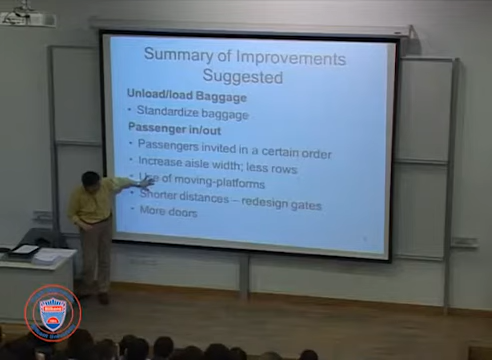 Summary of Improvements
Suggested
Unload/load Baggage
• Standardize baggage
Passenger in/out
• Passengers invited in a certain order
• Increase aisle width; less rows
• Use of moving-platforms
• Shorter distances – redesign gates
• More doors